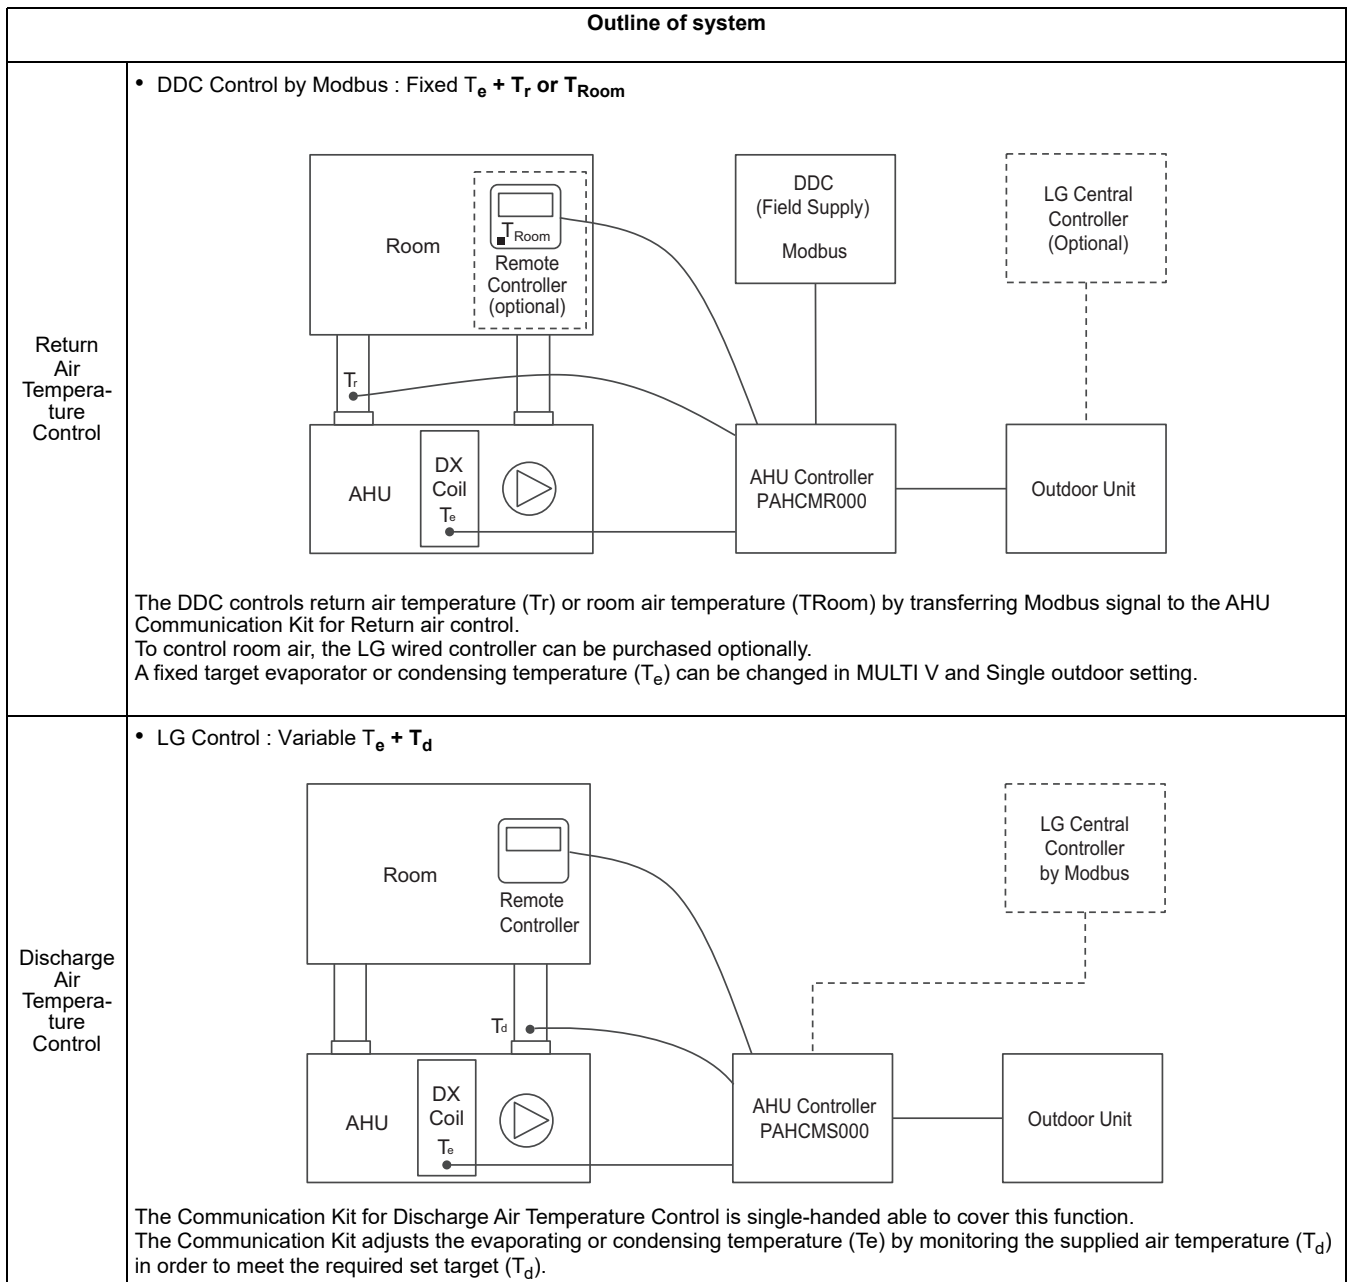 Outline of system
Return
Air
Tempera-
ture
Control
• DDC Control by Modbus : Fixed Te + Tr or TRoom
Room
TRoom
Remote
Controller
(optional)
DDC
(Field Supply)
Modbus
LG Central
Controller
(Optional)
Tr
AHU
DX
Coil
Te
AHU Controller
PAHCMR000
Outdoor Unit
The DDC controls return air temperature (Tr) or room air temperature (TRoom) by transferring Modbus signal to the AHU
Communication Kit for Return air control.
To control room air, the LG wired controller can be purchased optionally.
A fixed target evaporator or condensing temperature (Te) can be changed in MULTI V and Single outdoor setting.
Discharge
Air
Tempera-
ture
Control
• LG Control : Variable Te + Td
Room
Remote
Controller
LG Central
Controller
by Modbus
Td
AHU
DX
Coil
Te
AHU Controller
PAHCMS000
Outdoor Unit
The Communication Kit for Discharge Air Temperature Control is single-handed able to cover this function.
The Communication Kit adjusts the evaporating or condensing temperature (Te) by monitoring the supplied air temperature (Td)
in order to meet the required set target (Td).